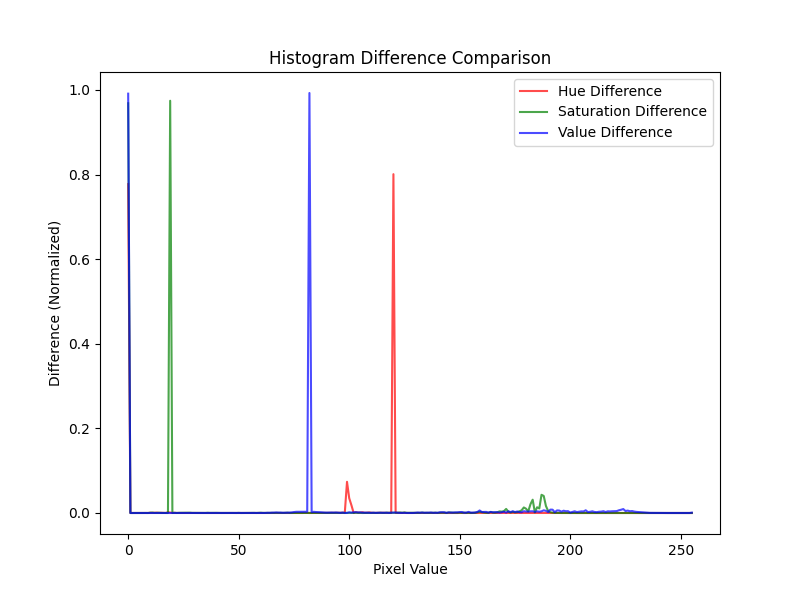 Histogram Difference Comparison
Hue Difference
Saturation Difference
Value Difference
1.0
0.8
0.6
0.4
0.2
0.0
Difference (Normalized)
0 50 100 150 200 250
Pixel Value